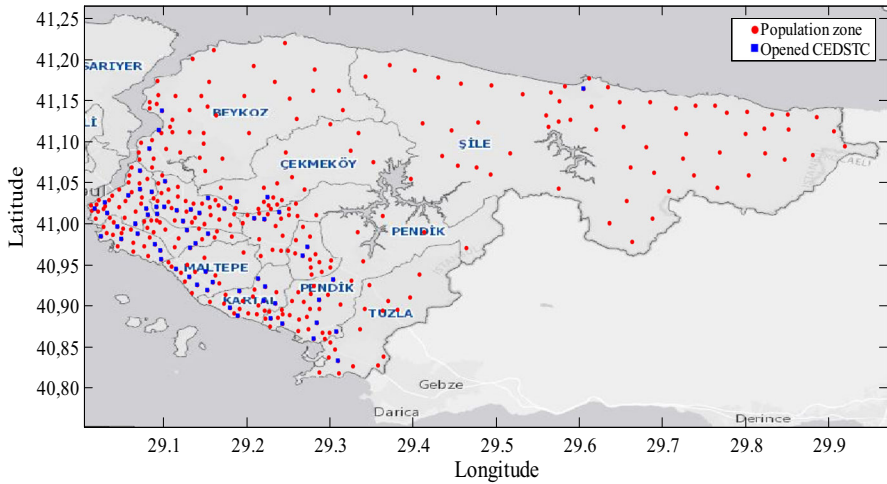 41,25
41,20
41,15
41,10
41,05
41,00
40,95
40,90
40,85
40,80
Latitude
Population zone
Opened CEDSTC
SARIYER
Lİ
BEYKOZ
ŞİLE
ÇEKMEKÖY
PENDİK
MALTEPE
PENDİK
KARTAL
TUZLA
Gebze
Darica
Derince
29.1 29.2 29.3 29.4 29.5 29.6 29.7 29.8 29.9
Longitude